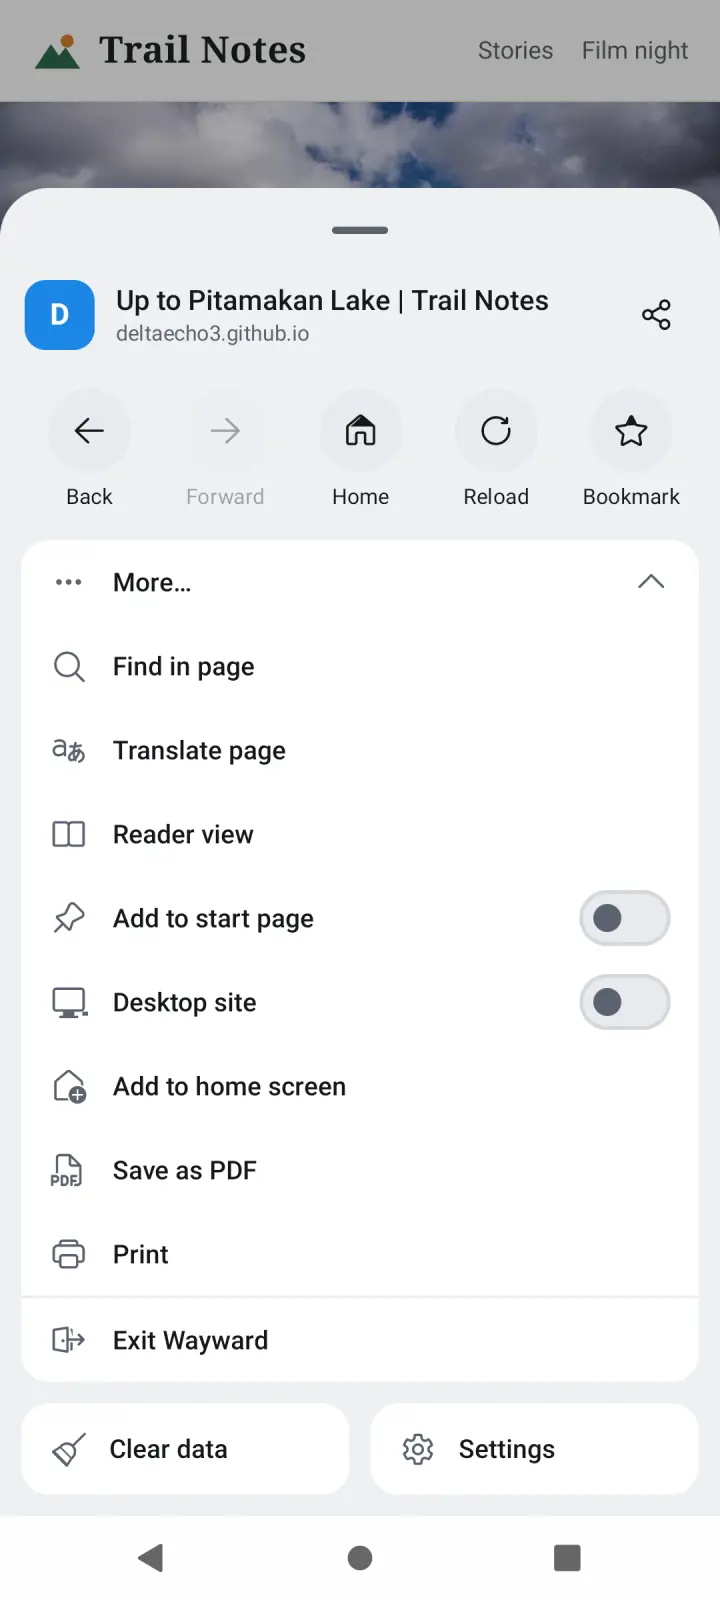 Trail Notes
Stories
Film night
D
Up to Pitamakan Lake | Trail Notes
deltaecho3.github.io
Back
Forward
Home
Reload
Bookmark
More…
Find in page
aあ
Translate page
Reader view
Add to start page
Desktop site
Add to home screen
PDF
Save as PDF
Print
Exit Wayward
Clear data
Settings